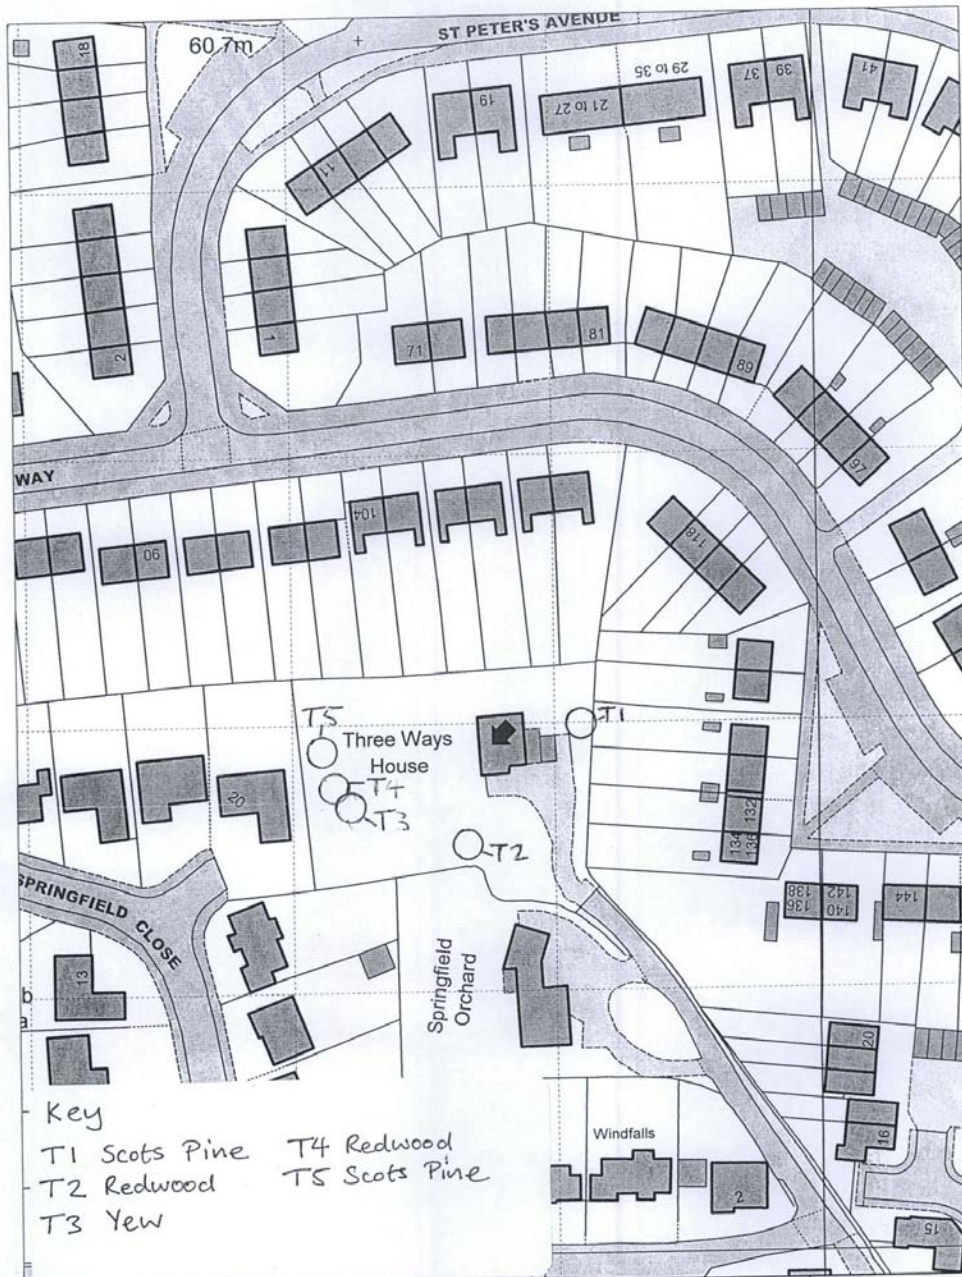 ST PETER'S AVENUE
60.7m
18
19
21 to 27
29 to 35
37
39
41
11
2
1
71
81
89
97
WAY
90
104
118
T5
T1
Three Ways
House
T4
T3
T2
20
132
134
136
SPRINGFIELD CLOSE
13
b
a
Springfield
Orchard
138
136
142
140
144
20
16
15
Windfalls
2
Key
T1 Scots Pine
T2 Redwood
T3 Yew
T4 Redwood
T5 Scots Pine